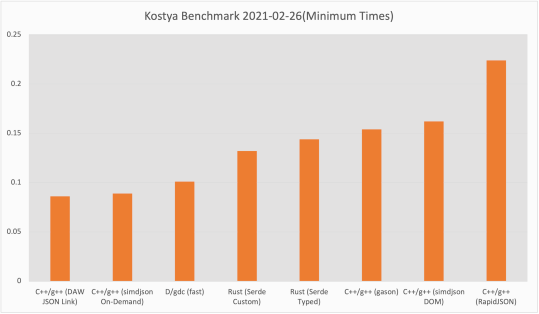 Kostya Benchmark 2021-02-26(Minimum Times)
0.25
0.2
0.15
0.1
0.05
0
C++/g++ (DAW
JSON Link)
C++/g++ (simdjson
On-Demand)
D/gdc (fast)
Rust (Serde
Custom)
Rust (Serde
Typed)
C++/g++ (gason)
C++/g++ (simdjson
DOM)
C++/g++
(RapidJSON)